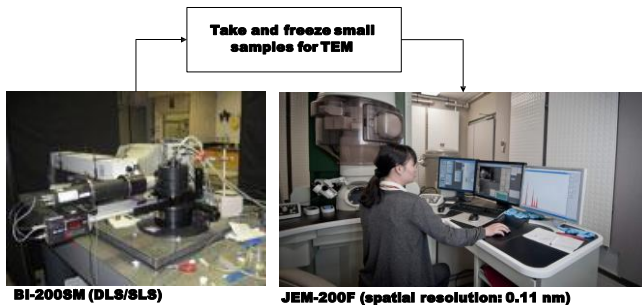 Take and freeze small
samples for TEM
BI-200SM (DLS/SLS)
JEM-200F (spatial resolution: 0.11 nm)